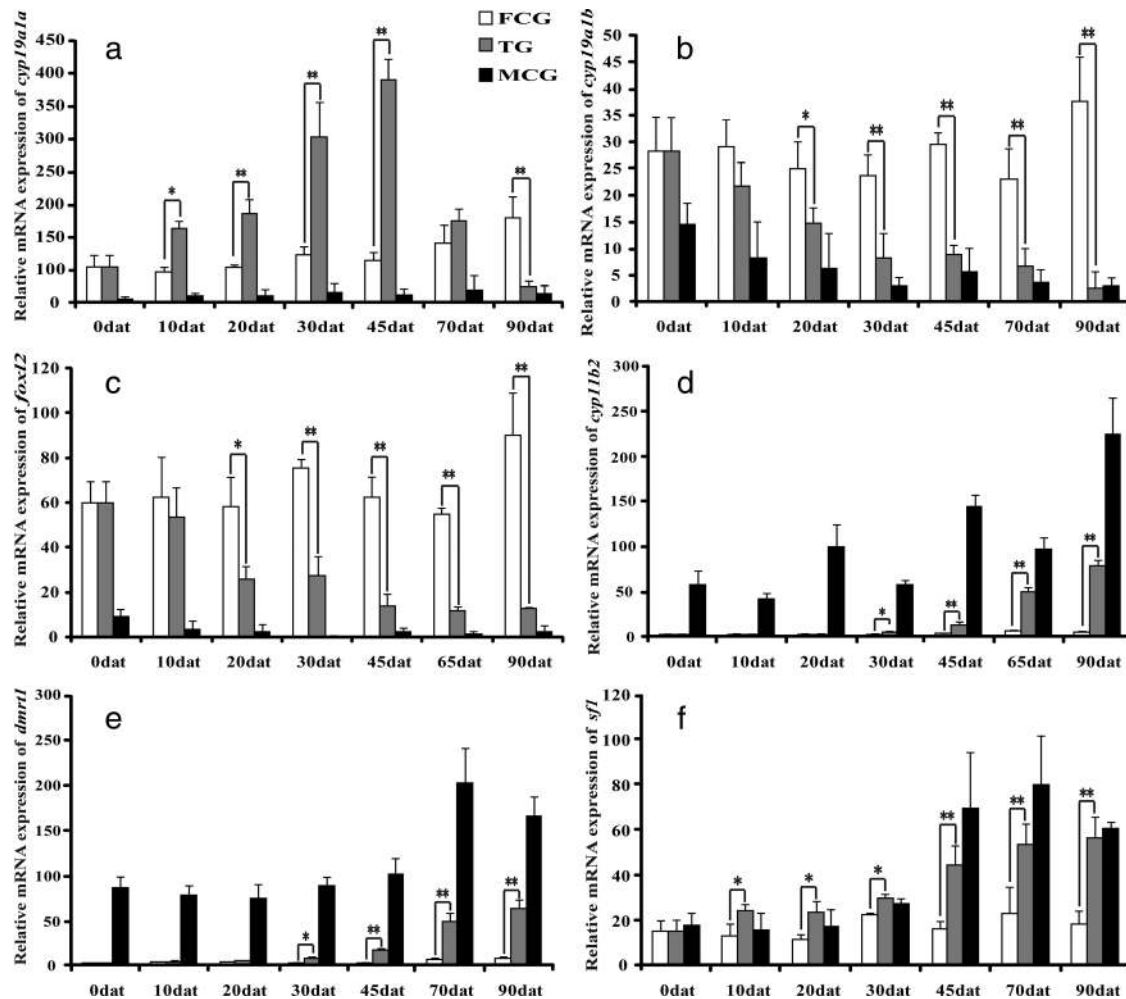 a
FCG
TG
MCG
Relative mRNA expression of cyp19a1a
450
400
350
300
250
200
150
100
50
0
* ** ** ** **
0dat 10dat 20dat 30dat 45dat 70dat 90dat
b
Relative mRNA expression of cyp19a1b
50
45
40
35
30
25
20
15
10
5
0
* ** ** ** **
0dat 10dat 20dat 30dat 45dat 70dat 90dat
c
Relative mRNA expression of foxl2
120
100
80
60
40
20
0
* ** ** ** **
0dat 10dat 20dat 30dat 45dat 65dat 90dat
d
Relative mRNA expression of cyp11b2
300
250
200
150
100
50
0
* ** ** **
0dat 10dat 20dat 30dat 45dat 65dat 90dat
e
Relative mRNA expression of dmrt1
300
250
200
150
100
50
0
* ** ** **
0dat 10dat 20dat 30dat 45dat 70dat 90dat
f
Relative mRNA expression of sf1
120
100
80
60
40
20
0
* * * ** ** **
0dat 10dat 20dat 30dat 45dat 70dat 90dat